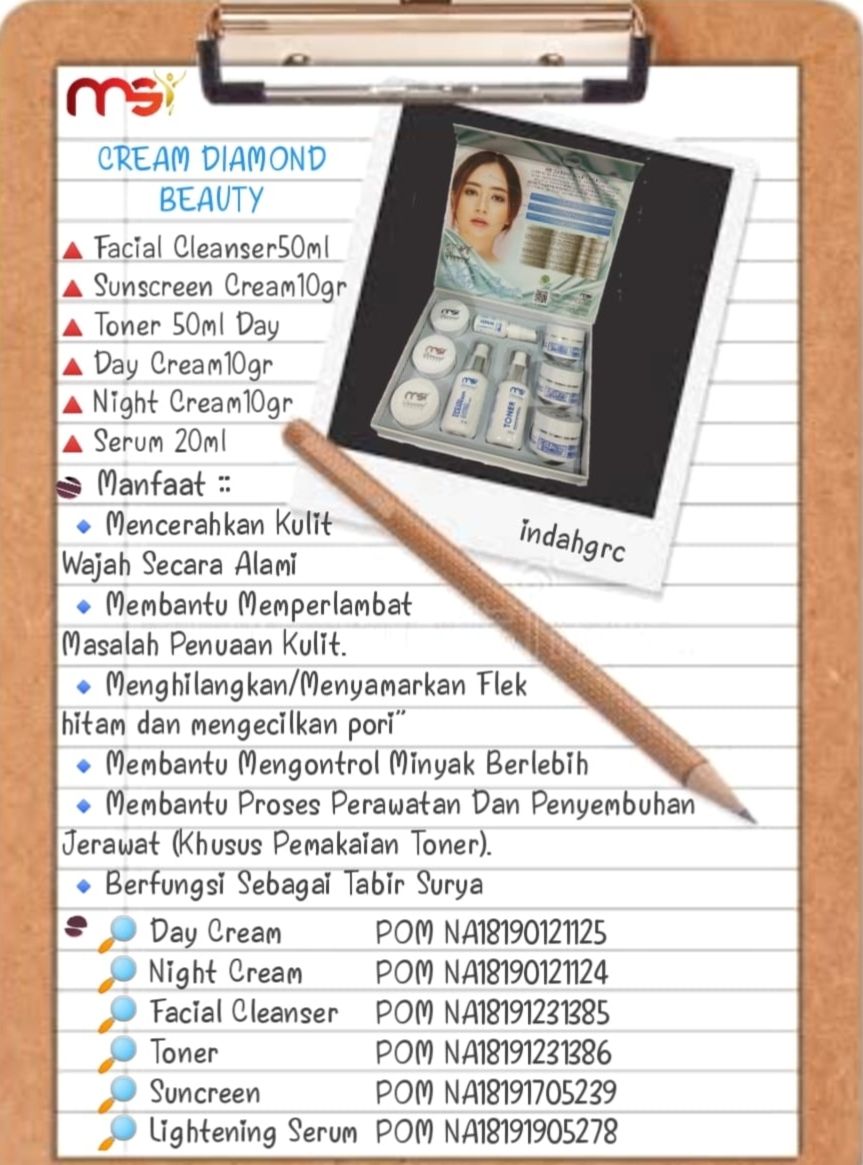 msi
CREAM DIAMOND
BEAUTY
Facial Cleanser50ml
Sunscreen Cream10gr
Toner 50ml Day
Day Cream10gr
Night Cream10gr
Serum 20ml
Manfaat ::
Mencerahkan Kulit
Wajah Secara Alami
Membantu Memperlambat
Masalah Penuaan Kulit.
Menghilangkan/Menyamarkan Flek
hitam dan mengecilkan pori”
Membantu Mengontrol Minyak Berlebih
Membantu Proses Perawatan Dan Penyembuhan
Jerawat (Khusus Pemakaian Toner).
Berfungsi Sebagai Tabir Surya
Day Cream POM NA18190121125
Night Cream POM NA18190121124
Facial Cleanser POM NA18191231385
Toner POM NA18191231386
Suncreen POM NA18191705239
Lightening Serum POM NA18191905278
msi
msi
TONER
indahgrc